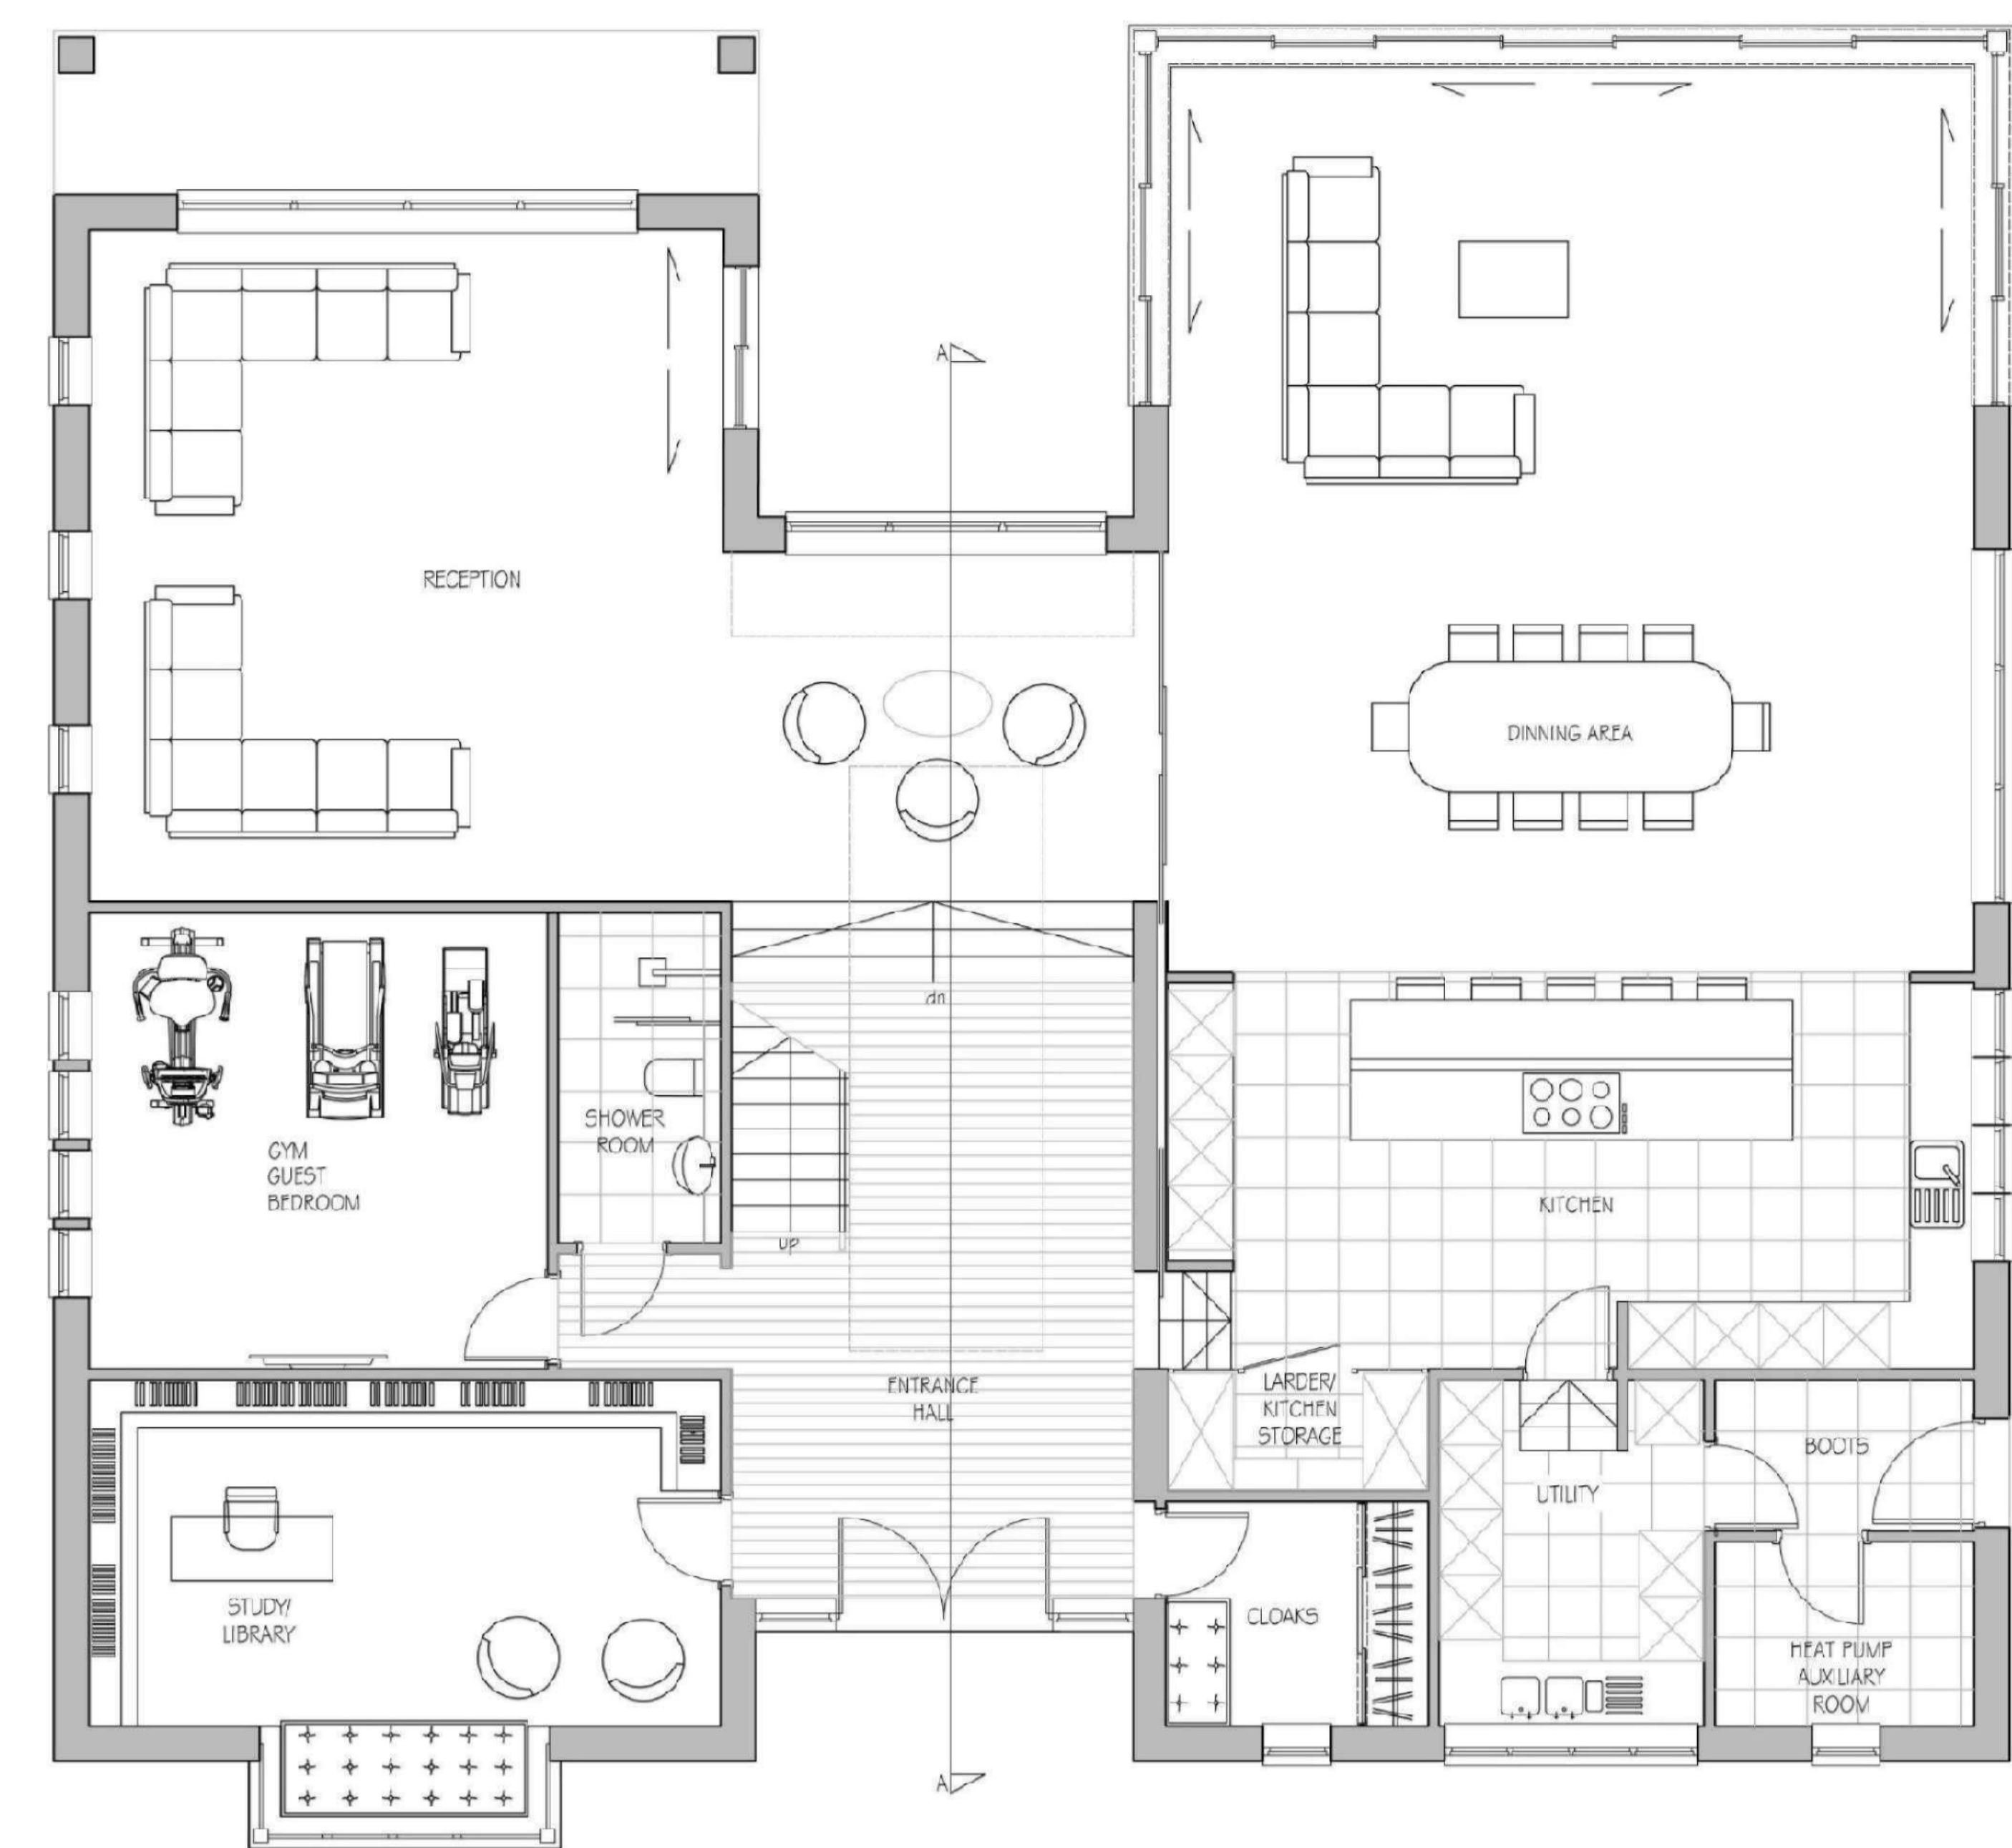 A
RECEPTION
DINNING AREA
dn
SHOWER
ROOM
GYM
GUEST
BEDROOM
KITCHEN
up
ENTRANCE
HALL
LARDER/
KITCHEN
STORAGE
BOOTS
UTILITY
STUDY/
LIBRARY
CLOAKS
HEAT PUMP
AUXILIARY
ROOM
A